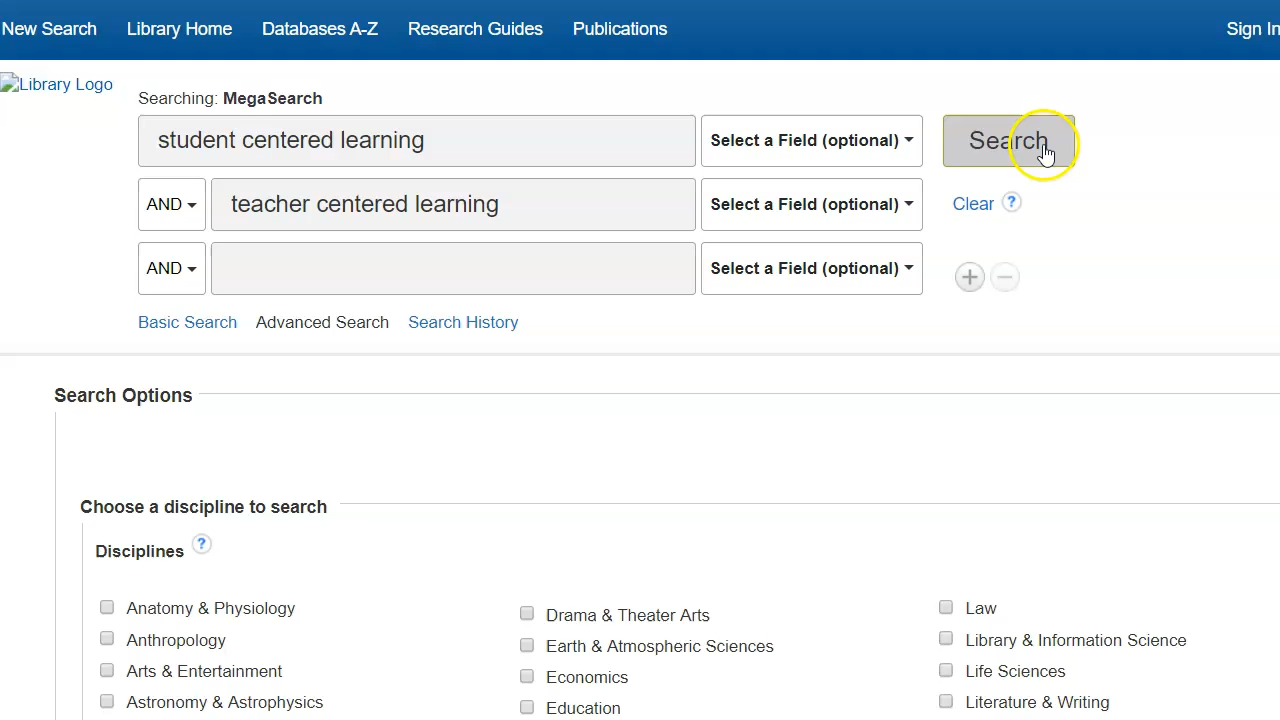 New Search Library Home Databases A-Z Research Guides Publications Sign In
Library Logo
Searching: MegaSearch
student centered learning Select a Field (optional) Search
AND teacher centered learning Select a Field (optional) Clear ?
AND Select a Field (optional) + −
Basic Search Advanced Search Search History
Search Options
Choose a discipline to search
Disciplines ?
Anatomy & Physiology Drama & Theater Arts Law
Anthropology Earth & Atmospheric Sciences Library & Information Science
Arts & Entertainment Economics Life Sciences
Astronomy & Astrophysics Education Literature & Writing